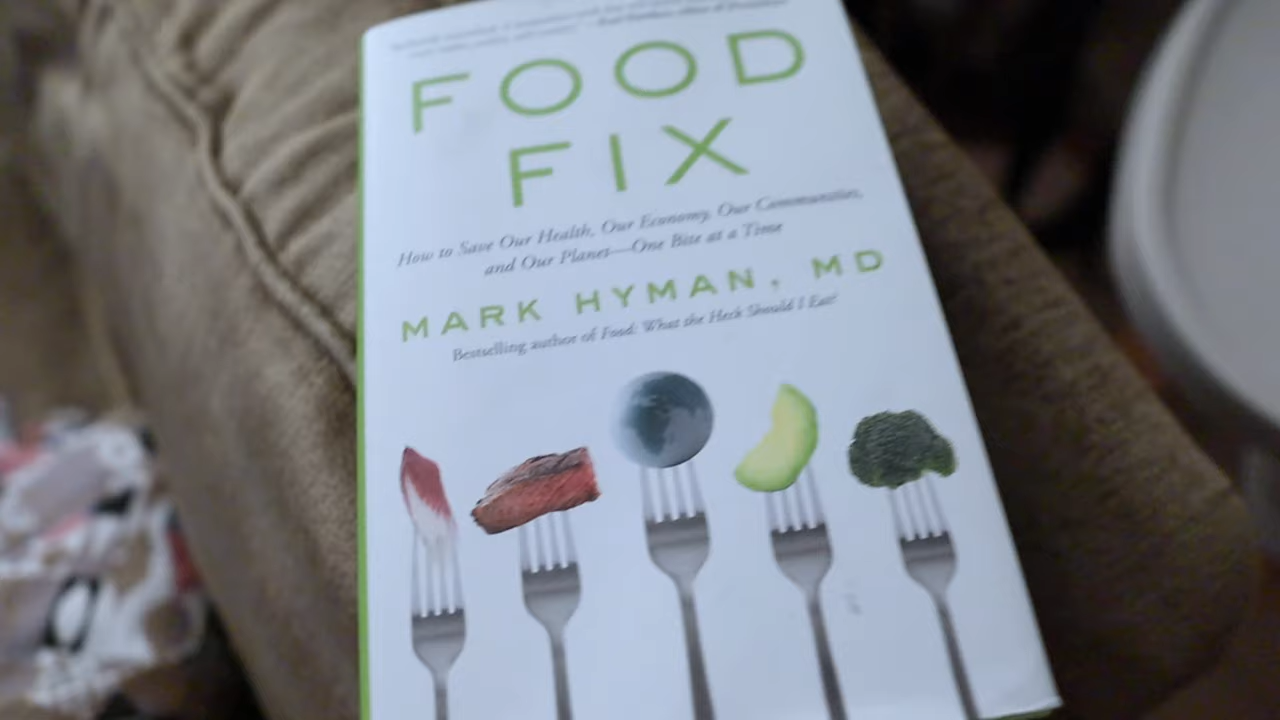 FOOD
FIX
How to Save Our Health, Our Economy, Our Communities,
and Our Planet—One Bite at a Time
MARK HYMAN, MD
Bestselling author of Food: What the Heck Should I Eat?